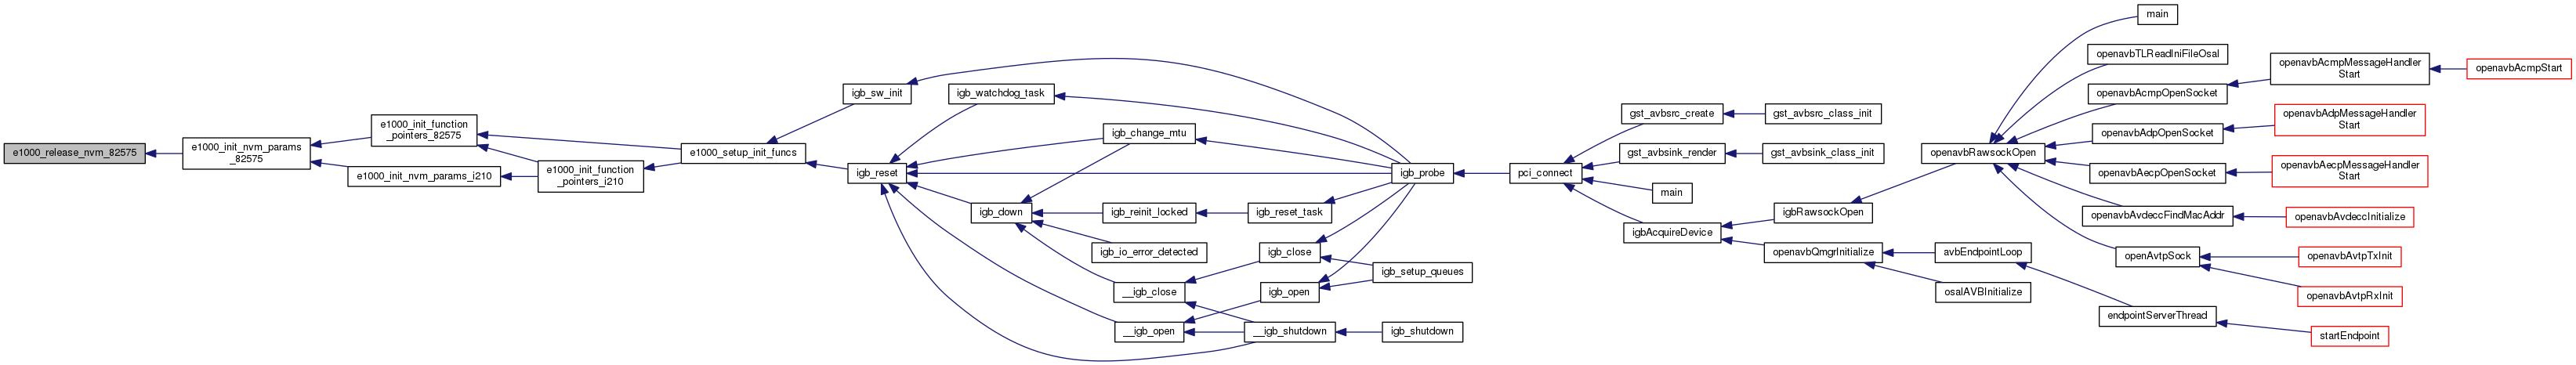 e1000_release_nvm_82575
e1000_init_nvm_params
_82575
e1000_init_function
_pointers_82575
e1000_init_nvm_params_i210
e1000_init_function
_pointers_i210
e1000_setup_init_funcs
igb_sw_init
igb_reset
igb_watchdog_task
igb_change_mtu
igb_down
igb_reinit_locked
igb_reset_task
igb_io_error_detected
igb_close
igb_setup_queues
__igb_close
igb_open
__igb_open
__igb_shutdown
igb_shutdown
igb_probe
pci_connect
gst_avbsrc_create
gst_avbsrc_class_init
gst_avbsink_render
gst_avbsink_class_init
main
igbAcquireDevice
igbRawsockOpen
openavbQmgrInitialize
avbEndpointLoop
osalAVBInitialize
endpointServerThread
startEndpoint
openavbRawsockOpen
main
openavbTLReadIniFileOsal
openavbAcmpOpenSocket
openavbAcmpMessageHandler
Start
openavbAcmpStart
openavbAdpOpenSocket
openavbAdpMessageHandler
Start
openavbAecpOpenSocket
openavbAecpMessageHandler
Start
openavbAvdeccFindMacAddr
openavbAvdeccInitialize
openAvtpSock
openavbAvtpTxInit
openavbAvtpRxInit